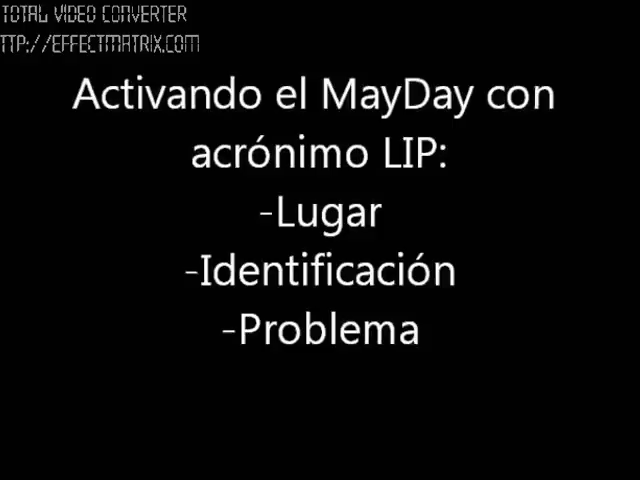 TOTAL VIDEO CONVERTER
TTP://EFFECTMATRIX.COM
Activando el MayDay con
acrónimo LIP:
-Lugar
-Identificación
-Problema